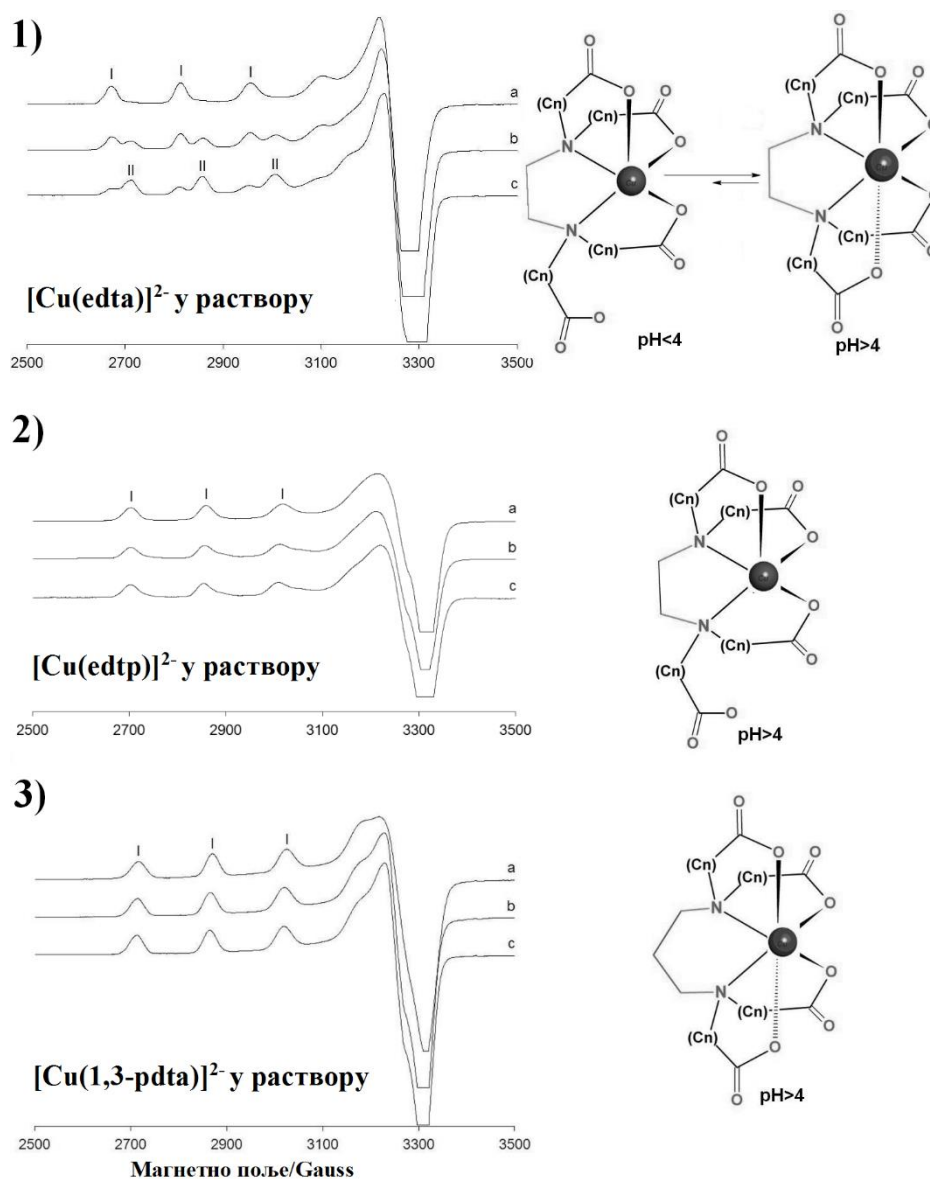 1)
I I I
a
b
II II II
c
[Cu(edta)]2- у раствору
2500 2700 2900 3100 3300 3500
O
O
(Cn) (Cn) O
N O
O
N (Cn)
(Cn) O
O
O
pH<4
O
O
(Cn) (Cn) O
N O
O
N (Cn)
(Cn) O
O
O
pH>4
2)
I I I
a
b
c
[Cu(edtp)]2- у раствору
2500 2700 2900 3100 3300 3500
O
O
(Cn) (Cn) O
N O
O
N (Cn)
(Cn) O
O
O
pH>4
3)
I I I
a
b
c
[Cu(1,3-pdta)]2- у раствору
2500 2700 2900 3100 3300 3500
Магнетно поље/Gauss
O
O
(Cn) (Cn) O
N O
O
N (Cn)
(Cn) O
O
O
pH>4